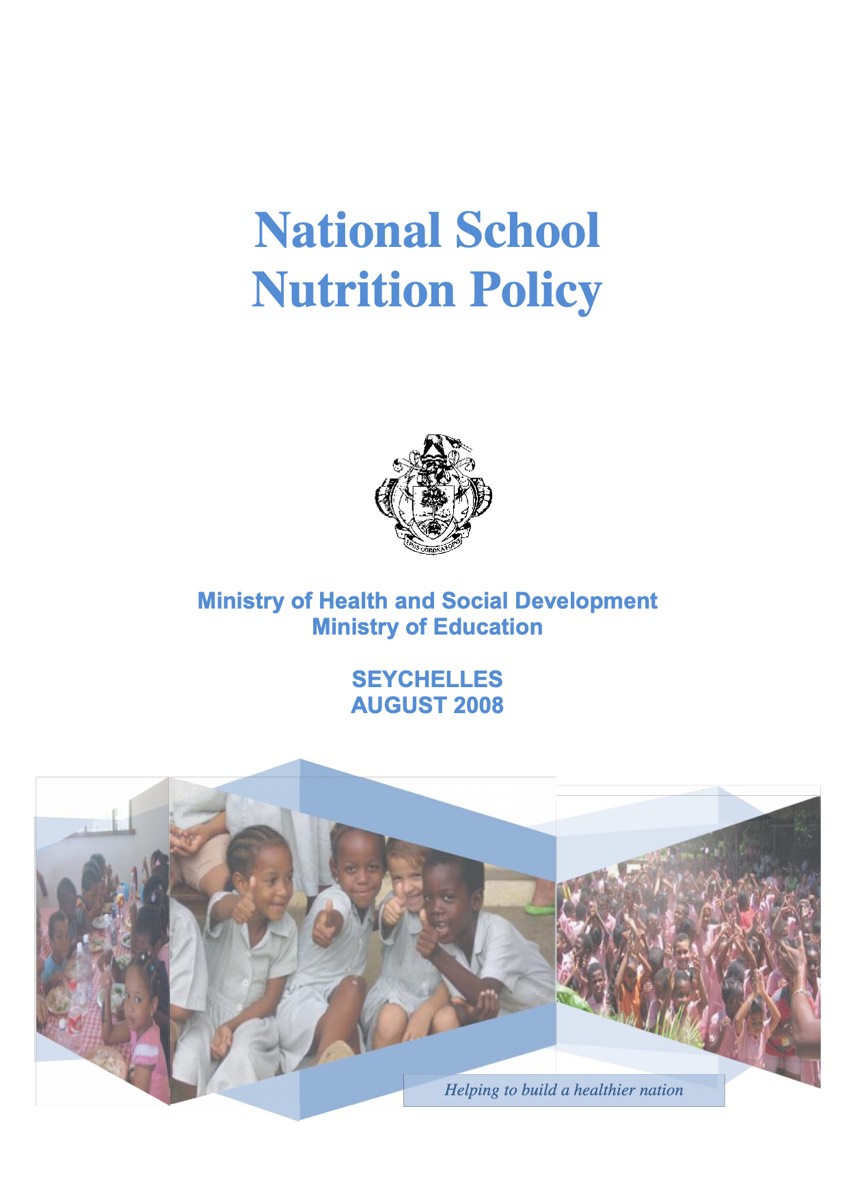 National School
Nutrition Policy
Ministry of Health and Social Development
Ministry of Education
SEYCHELLES
AUGUST 2008
Helping to build a healthier nation